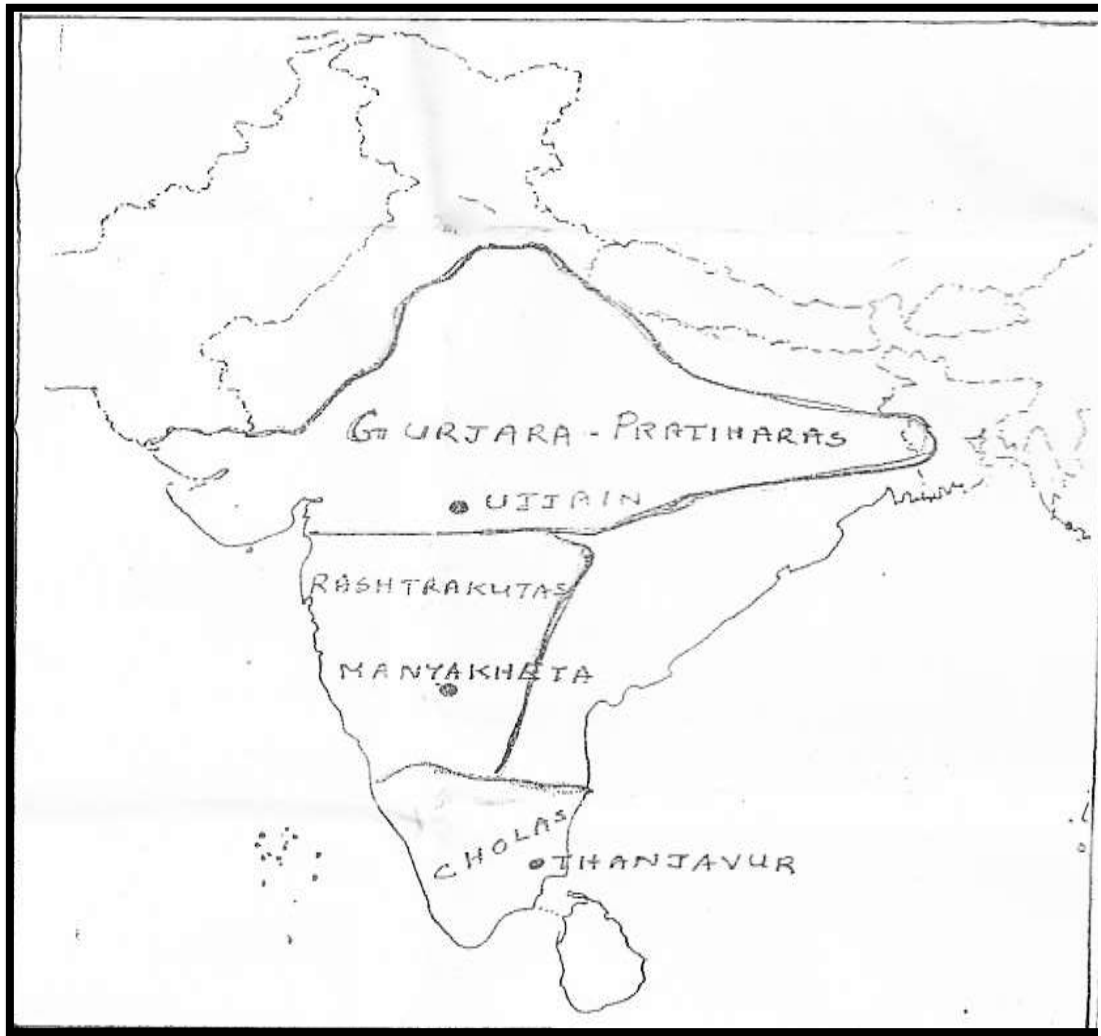 GURJARA - PRATIHARAS
UJJAIN
RASHTRAKUTAS
MANYAKHETA
CHOLAS
THANJAVUR